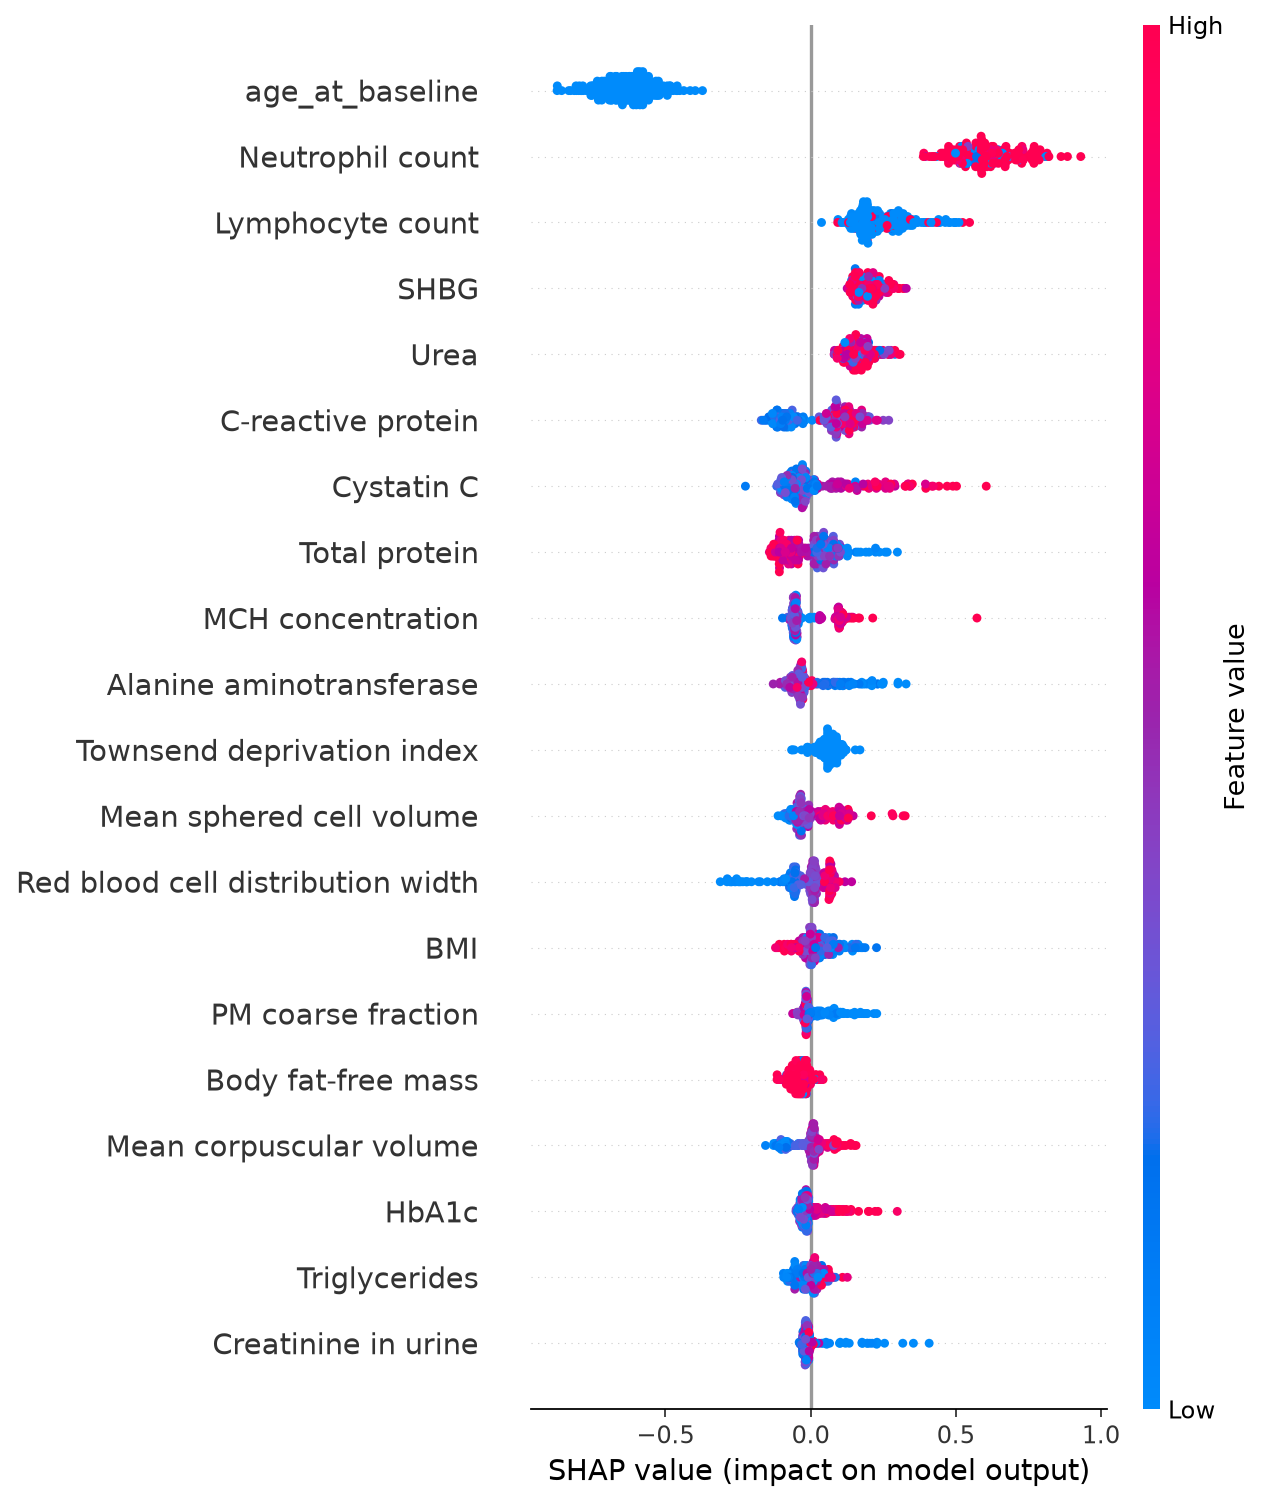 High
age_at_baseline
Neutrophil count
Lymphocyte count
SHBG
Urea
C-reactive protein
Cystatin C
Total protein
MCH concentration
Alanine aminotransferase
Townsend deprivation index
Mean sphered cell volume
Red blood cell distribution width
BMI
PM coarse fraction
Body fat-free mass
Mean corpuscular volume
HbA1c
Triglycerides
Creatinine in urine
Feature value
Low
−0.5 0.0 0.5 1.0
SHAP value (impact on model output)